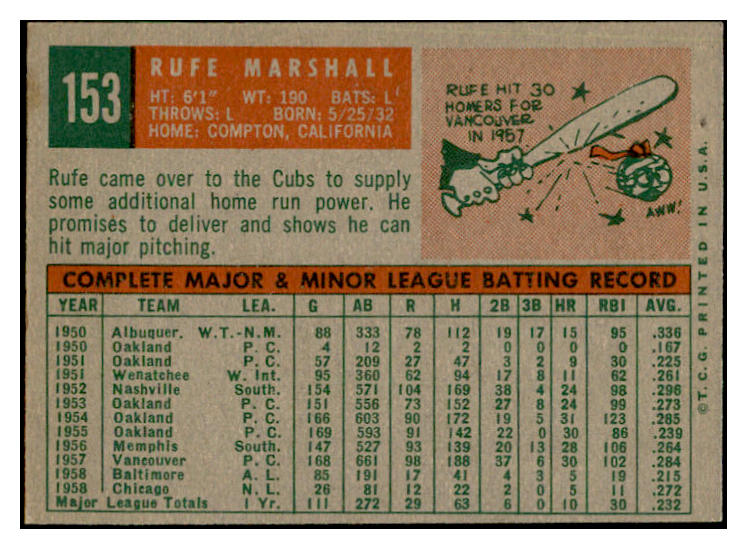 153
RUFE MARSHALL
HT: 6'1" WT: 190 BATS: L
THROWS: L BORN: 5/25/32
HOME: COMPTON, CALIFORNIA
RUFE HIT 30
HOMERS FOR
VANCOUVER
IN 1957
AWW!
Rufe came over to the Cubs to supply
some additional home run power. He
promises to deliver and shows he can
hit major pitching.
COMPLETE MAJOR & MINOR LEAGUE BATTING RECORD
YEAR TEAM LEA. G AB R H 2B 3B HR RBI AVG.
1950 Albuquer. W.T.-N.M. 88 333 78 112 19 17 15 95 .336
1950 Oakland P. C. 4 12 2 2 0 0 0 0 .167
1951 Oakland P. C. 57 209 27 47 3 2 9 30 .225
1951 Wenatchee W. Int. 95 360 62 94 17 8 11 62 .261
1952 Nashville South. 154 571 104 169 38 4 24 98 .296
1953 Oakland P. C. 151 556 73 152 27 8 24 99 .273
1954 Oakland P. C. 166 603 90 172 19 5 31 123 .285
1955 Oakland P. C. 169 593 91 142 22 0 30 86 .239
1956 Memphis South. 147 527 93 139 20 13 28 106 .264
1957 Vancouver P. C. 168 661 98 188 37 6 30 102 .284
1958 Baltimore A. L. 85 191 17 41 4 3 5 19 .215
1958 Chicago N. L. 26 81 12 22 2 0 5 11 .272
Major League Totals 1 Yr. 111 272 29 63 6 3 10 30 .232
©T.C.G. PRINTED IN U.S.A.